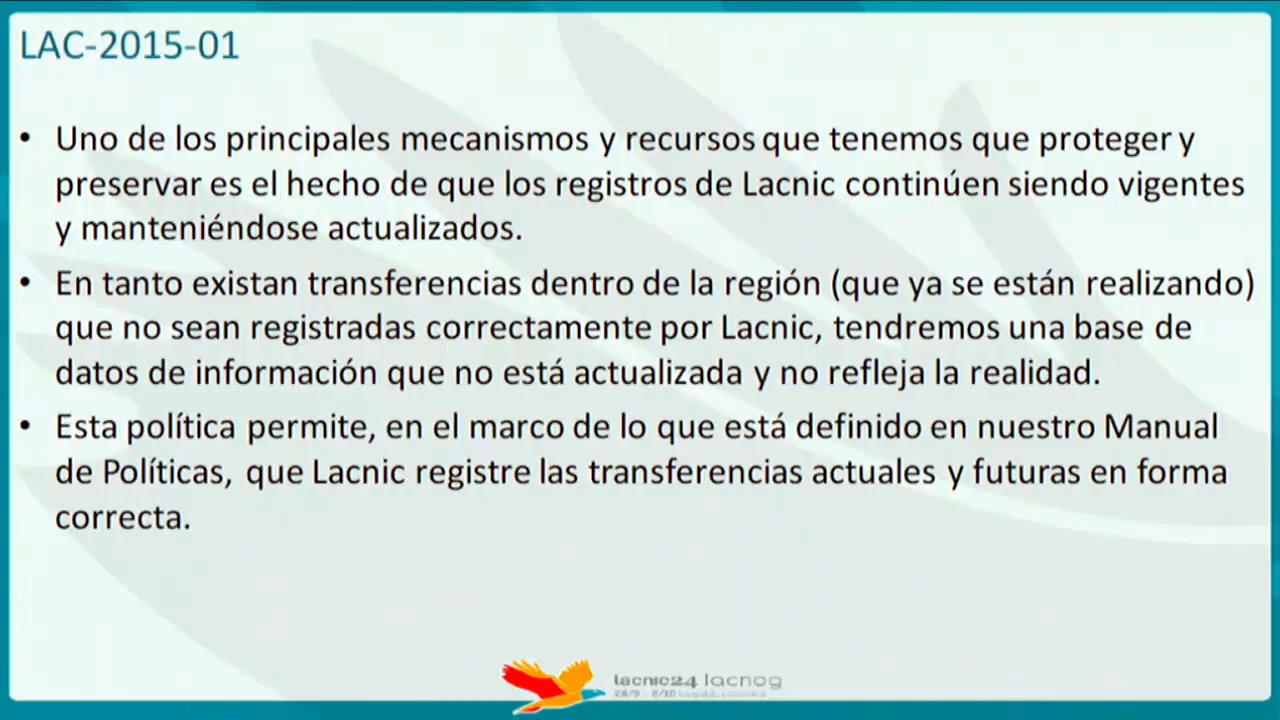 LAC-2015-01
• Uno de los principales mecanismos y recursos que tenemos que proteger y
preservar es el hecho de que los registros de Lacnic continúen siendo vigentes
y manteniéndose actualizados.
• En tanto existan transferencias dentro de la región (que ya se están realizando)
que no sean registradas correctamente por Lacnic, tendremos una base de
datos de información que no está actualizada y no refleja la realidad.
• Esta política permite, en el marco de lo que está definido en nuestro Manual
de Políticas, que Lacnic registre las transferencias actuales y futuras en forma
correcta.
lacnic24 lacnog
28/9 - 2/10